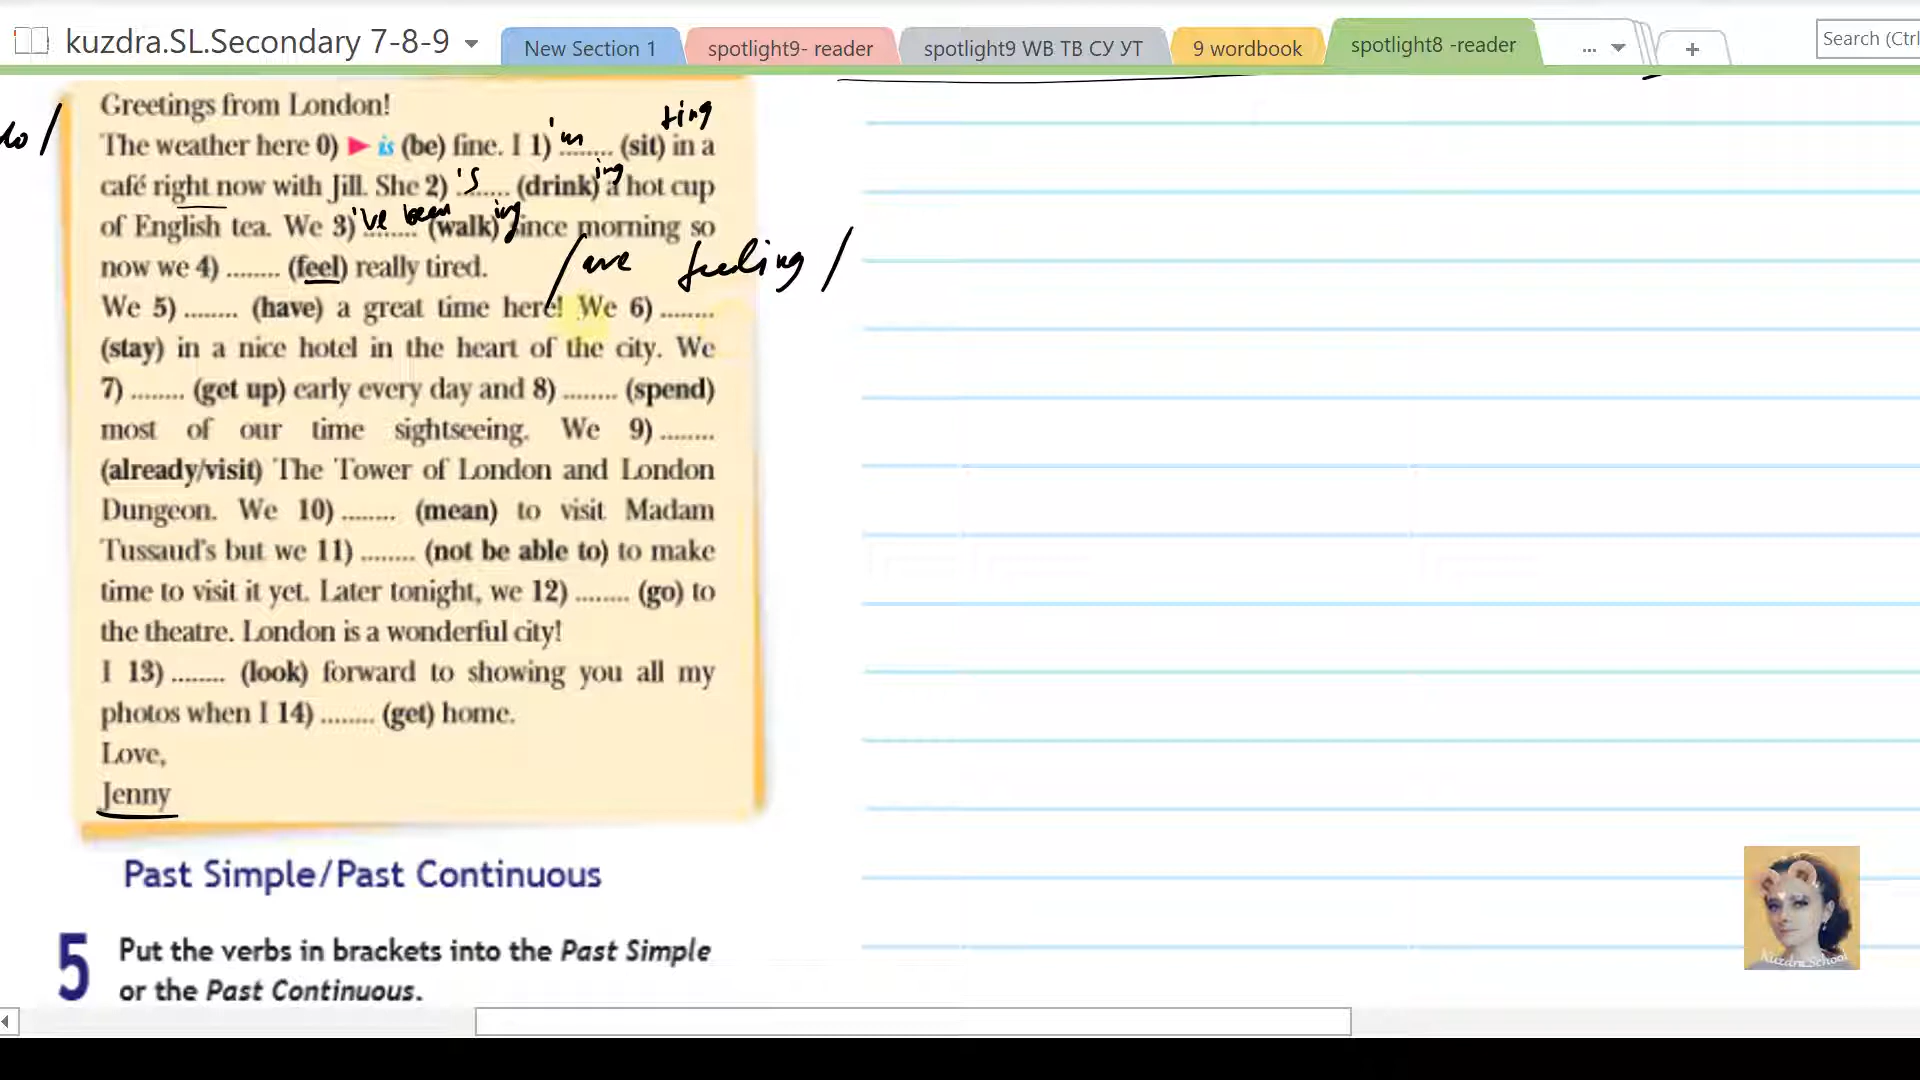 kuzdra.SL.Secondary 7-8-9
New Section 1
spotlight9- reader
spotlight9 WB TB СУ УТ
9 wordbook
spotlight8 -reader
...
+
Search (Ctrl
Greetings from London!
ting
'm
The weather here 0) ► is (be) fine. I 1) ........ (sit) in a
's ing
café right now with Jill. She 2) ........ (drink) a hot cup
've been ing
of English tea. We 3) ........ (walk) since morning so
/are feeling/
now we 4) ........ (feel) really tired.
We 5) ........ (have) a great time here! We 6) ........
(stay) in a nice hotel in the heart of the city. We
7) ........ (get up) early every day and 8) ........ (spend)
most of our time sightseeing. We 9) ........
(already/visit) The Tower of London and London
Dungeon. We 10) ........ (mean) to visit Madam
Tussaud's but we 11) ........ (not be able to) to make
time to visit it yet. Later tonight, we 12) ........ (go) to
the theatre. London is a wonderful city!
I 13) ........ (look) forward to showing you all my
photos when I 14) ........ (get) home.
Love,
Jenny
Past Simple/Past Continuous
5 Put the verbs in brackets into the Past Simple
or the Past Continuous.
Kuzdra School